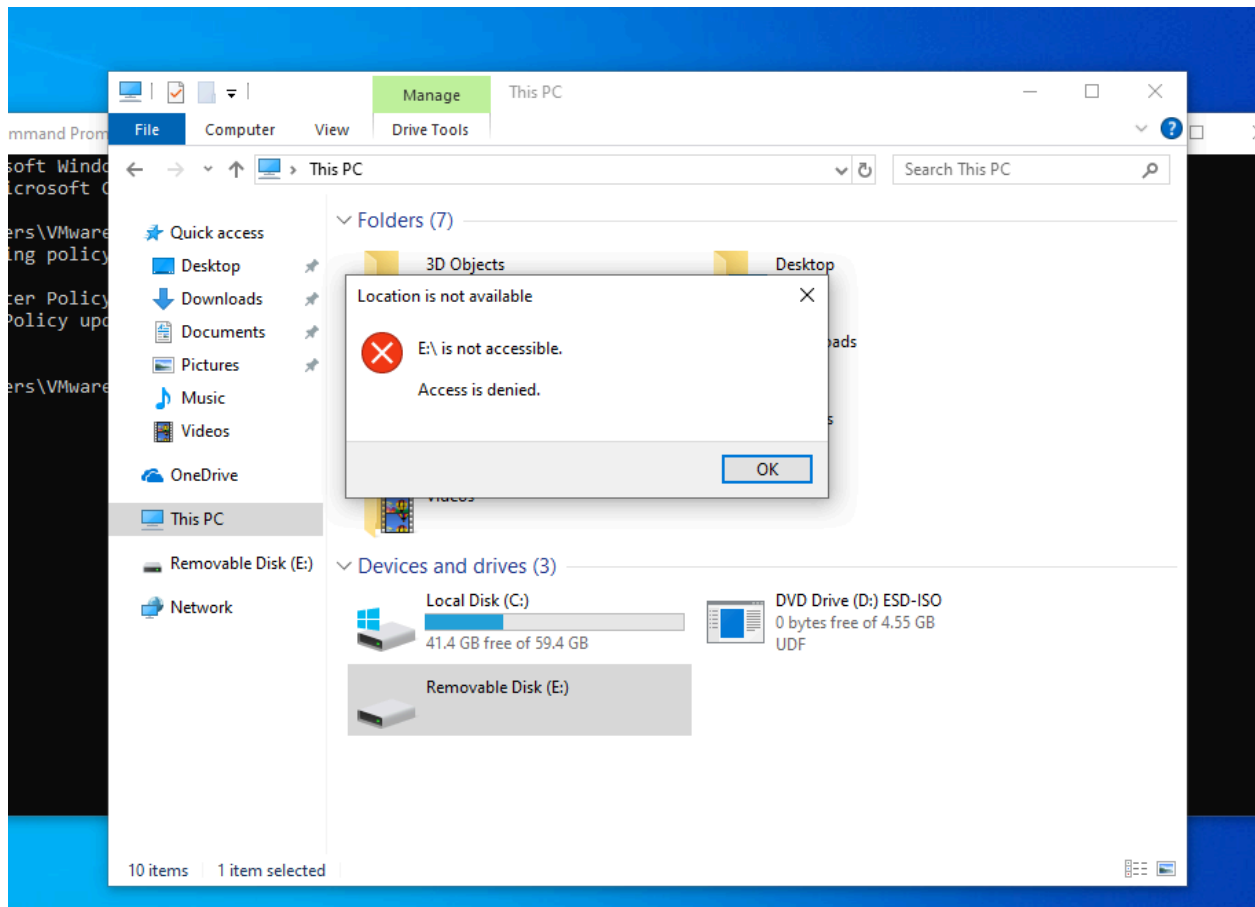 Manage
This PC
File
Computer
View
Drive Tools
This PC
Search This PC
Quick access
Desktop
Downloads
Documents
Pictures
Music
Videos
OneDrive
This PC
Removable Disk (E:)
Network
Folders (7)
3D Objects
Desktop
Location is not available
E:\ is not accessible.
Access is denied.
OK
Devices and drives (3)
Local Disk (C:)
41.4 GB free of 59.4 GB
DVD Drive (D:) ESD-ISO
0 bytes free of 4.55 GB
UDF
Removable Disk (E:)
10 items
1 item selected
mmand Prom
soft Windo
icrosoft C
ers\VMware
ing policy
ter Policy
Policy upd
ers\VMware